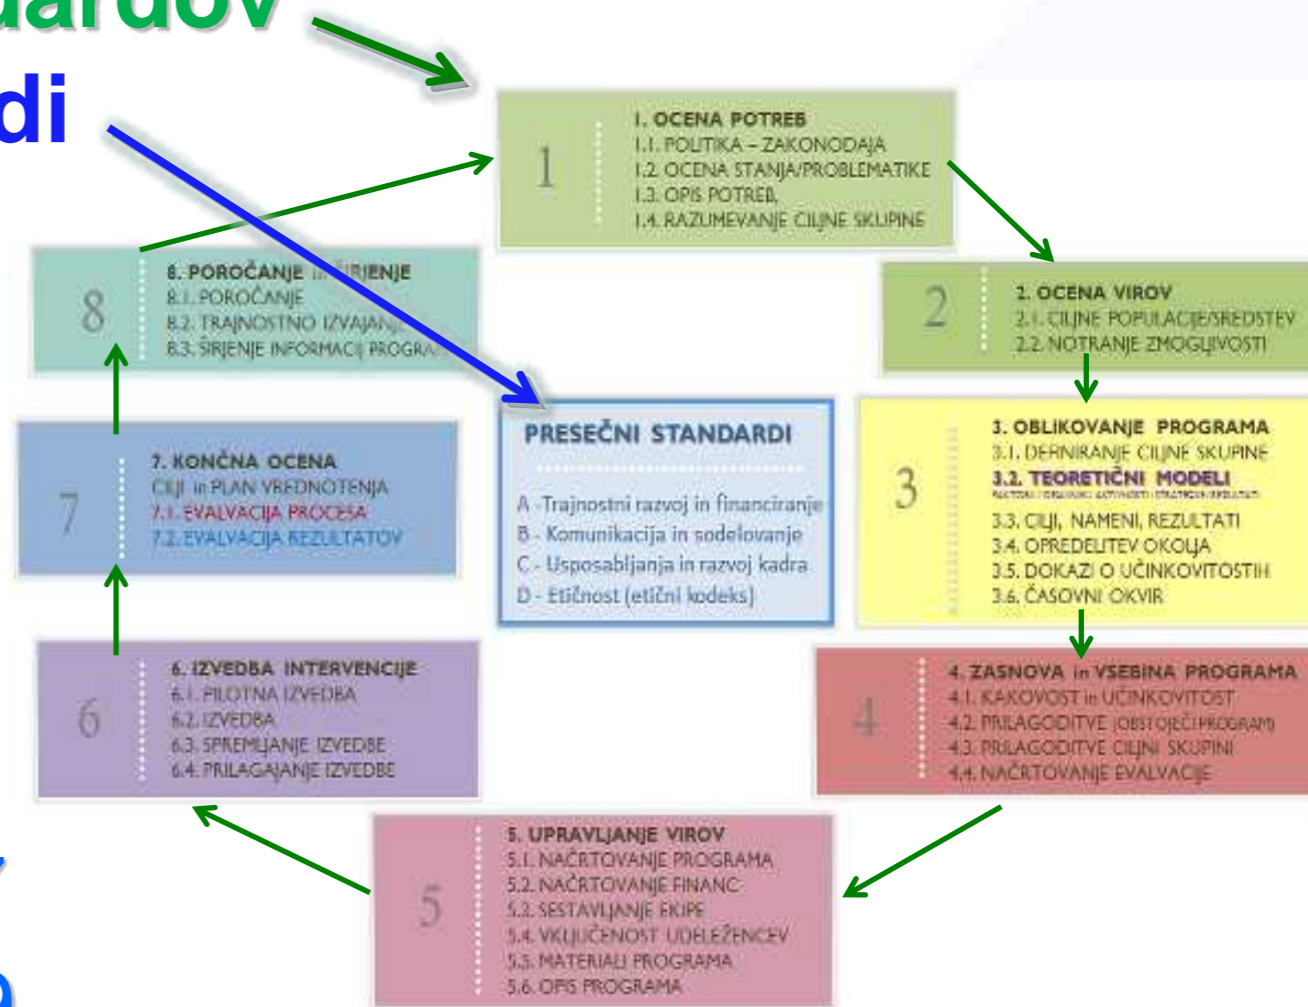 dardov
di
1
1. OCENA POTREB
1.1. POLITIKA – ZAKONODAJA
1.2. OCENA STANJA/PROBLEMATIKE
1.3. OPIS POTREB,
1.4. RAZUMEVANJE CILJNE SKUPINE
2
2. OCENA VIROV
2.1. CILJNE POPULACIJE/SREDSTEV
2.2. NOTRANJE ZMOGLJIVOSTI
3
3. OBLIKOVANJE PROGRAMA
3.1. DEFINIRANJE CILJNE SKUPINE
3.2. TEORETIČNI MODELI
3.3. CILJI, NAMENI, REZULTATI
3.4. OPREDELITEV OKOLJA
3.5. DOKAZI O UČINKOVITOSTIH
3.6. ČASOVNI OKVIR
4
4. ZASNOVA in VSEBINA PROGRAMA
4.1. KAKOVOST in UČINKOVITOST
4.2. PRILAGODITVE (OBSTOJEČI PROGRAM)
4.3. PRILAGODITVE CILJNI SKUPINI
4.4. NAČRTOVANJE EVALVACIJE
5
5. UPRAVLJANJE VIROV
5.1. NAČRTOVANJE PROGRAMA
5.2. NAČRTOVANJE FINANC
5.3. SESTAVLJANJE EKIPE
5.4. VKLJUČENOST UDELEŽENCEV
5.5. MATERIALI PROGRAMA
5.6. OPIS PROGRAMA
6
6. IZVEDBA INTERVENCIJE
6.1. PILOTNA IZVEDBA
6.2. IZVEDBA
6.3. SPREMLJANJE IZVEDBE
6.4. PRILAGAJANJE IZVEDBE
7
7. KONČNA OCENA
CILJI in PLAN VREDNOTENJA
7.1. EVALVACIJA PROCESA
7.2. EVALVACIJA REZULTATOV
8
8. POROČANJE in ŠIRJENJE
8.1. POROČANJE
8.2. TRAJNOSTNO IZVAJANJE
8.3. ŠIRJENJE INFORMACIJ
PRESEČNI STANDARDI
A -Trajnostni razvoj in financiranje
B - Komunikacija in sodelovanje
C - Usposabljanja in razvoj kadra
D - Etičnost (etični kodeks)